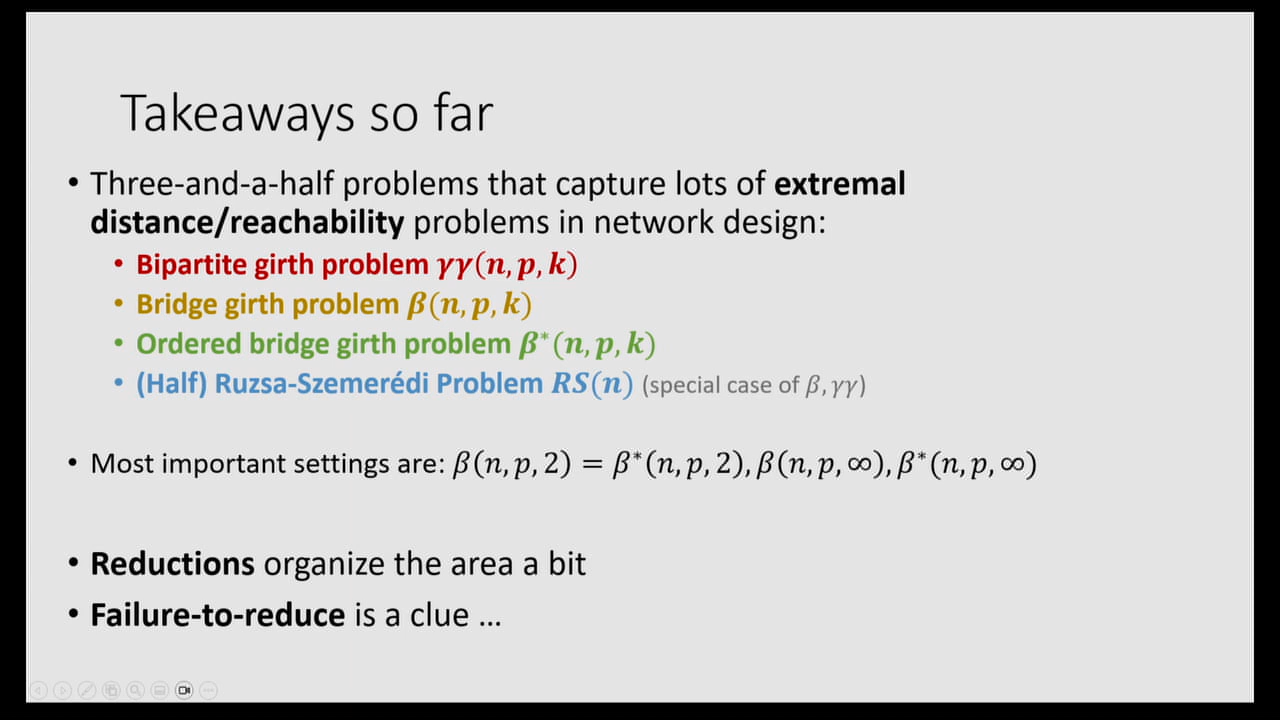 Takeaways so far
• Three-and-a-half problems that capture lots of extremal
distance/reachability problems in network design:
• Bipartite girth problem γγ(n, p, k)
• Bridge girth problem β(n, p, k)
• Ordered bridge girth problem β*(n, p, k)
• (Half) Ruzsa-Szemerédi Problem RS(n) (special case of β, γγ)
• Most important settings are: β(n, p, 2) = β*(n, p, 2), β(n, p, ∞), β*(n, p, ∞)
• Reductions organize the area a bit
• Failure-to-reduce is a clue …